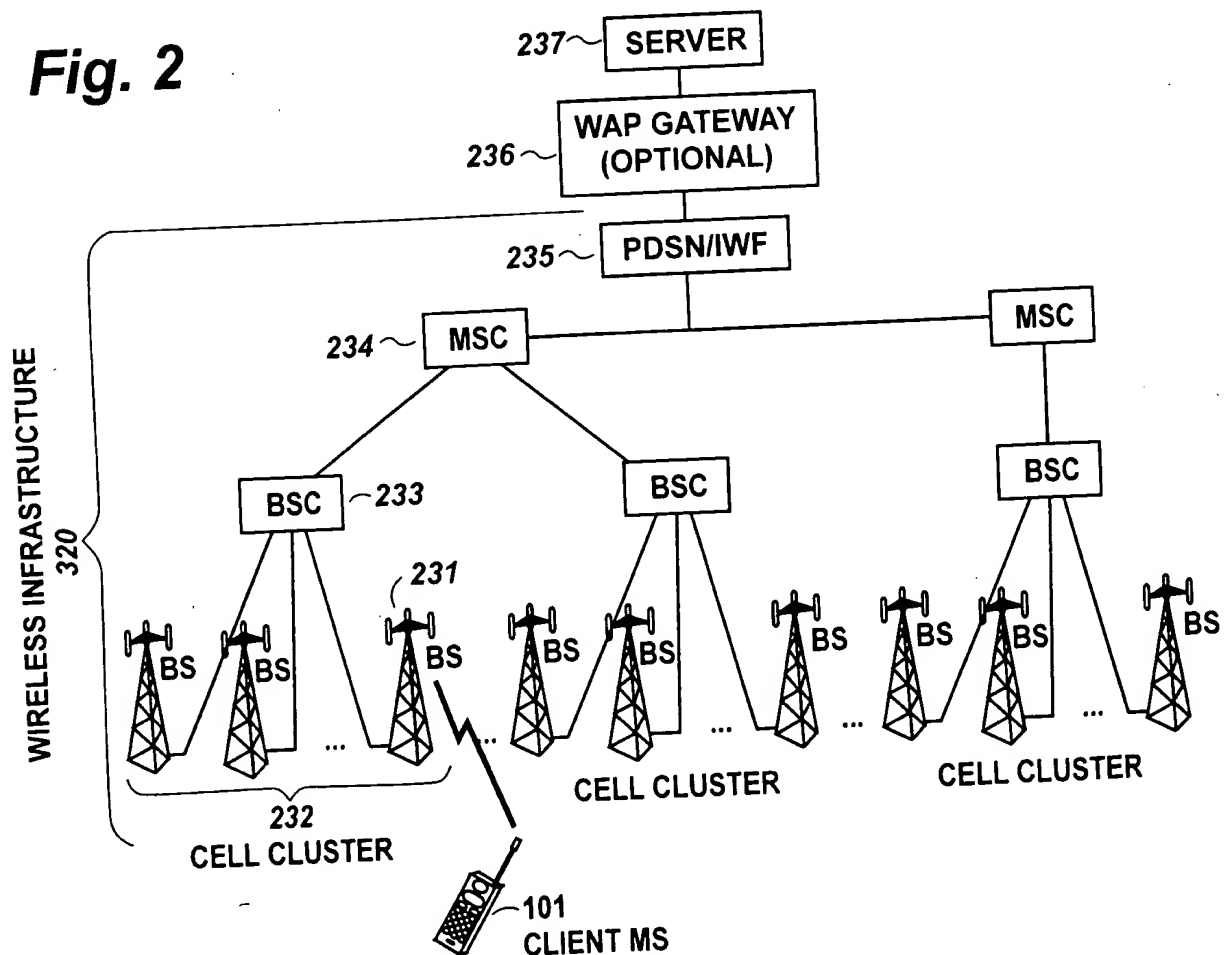 Fig. 2
237
SERVER
236
WAP GATEWAY
(OPTIONAL)
235
PDSN/IWF
234
MSC
MSC
WIRELESS INFRASTRUCTURE
320
BSC
233
BSC
BSC
231
BS
BS
BS
BS
BS
BS
BS
BS
BS
...
...
...
...
...
232
CELL CLUSTER
CELL CLUSTER
CELL CLUSTER
101
CLIENT MS